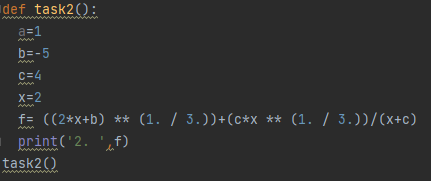 def task2():
a=1
b=-5
c=4
x=2
f= ((2*x+b) ** (1. / 3.))+(c*x ** (1. / 3.))/(x+c)
print('2. ',f)
task2()